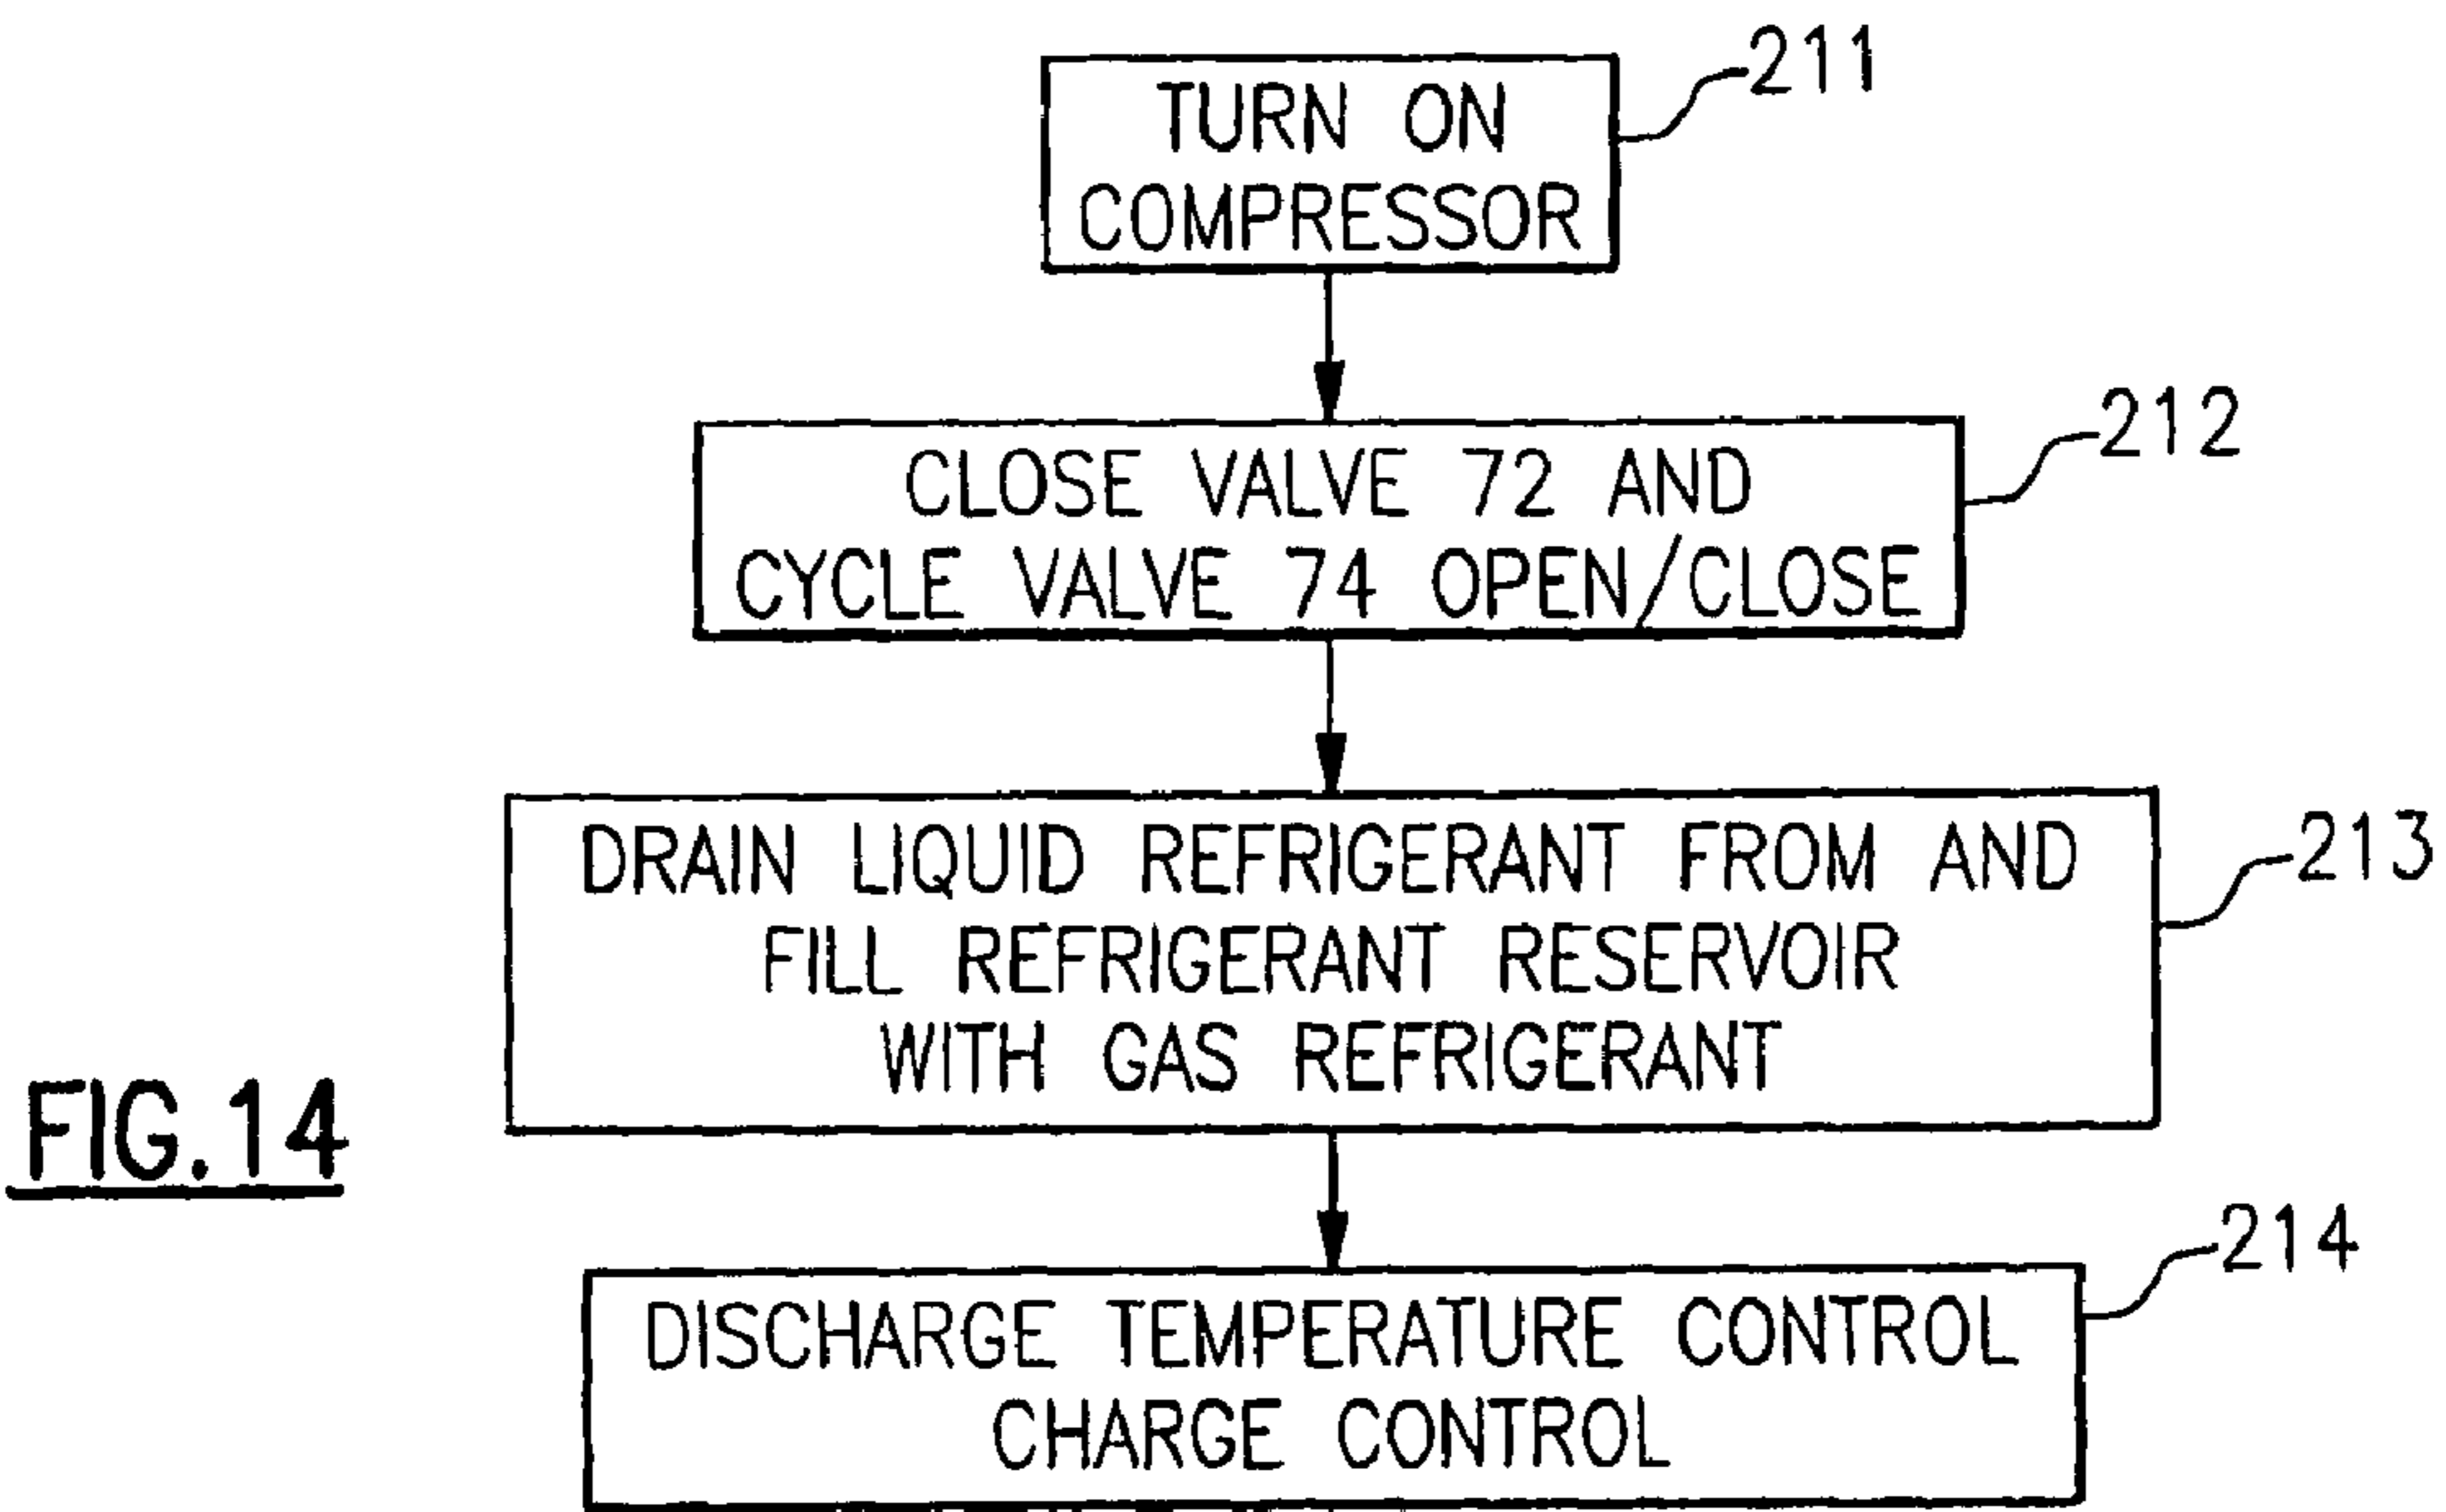 TURN ON
COMPRESSOR
211
CLOSE VALVE 72 AND
CYCLE VALVE 74 OPEN/CLOSE
212
DRAIN LIQUID REFRIGERANT FROM AND
FILL REFRIGERANT RESERVOIR
WITH GAS REFRIGERANT
213
DISCHARGE TEMPERATURE CONTROL
CHARGE CONTROL
214
FIG.14